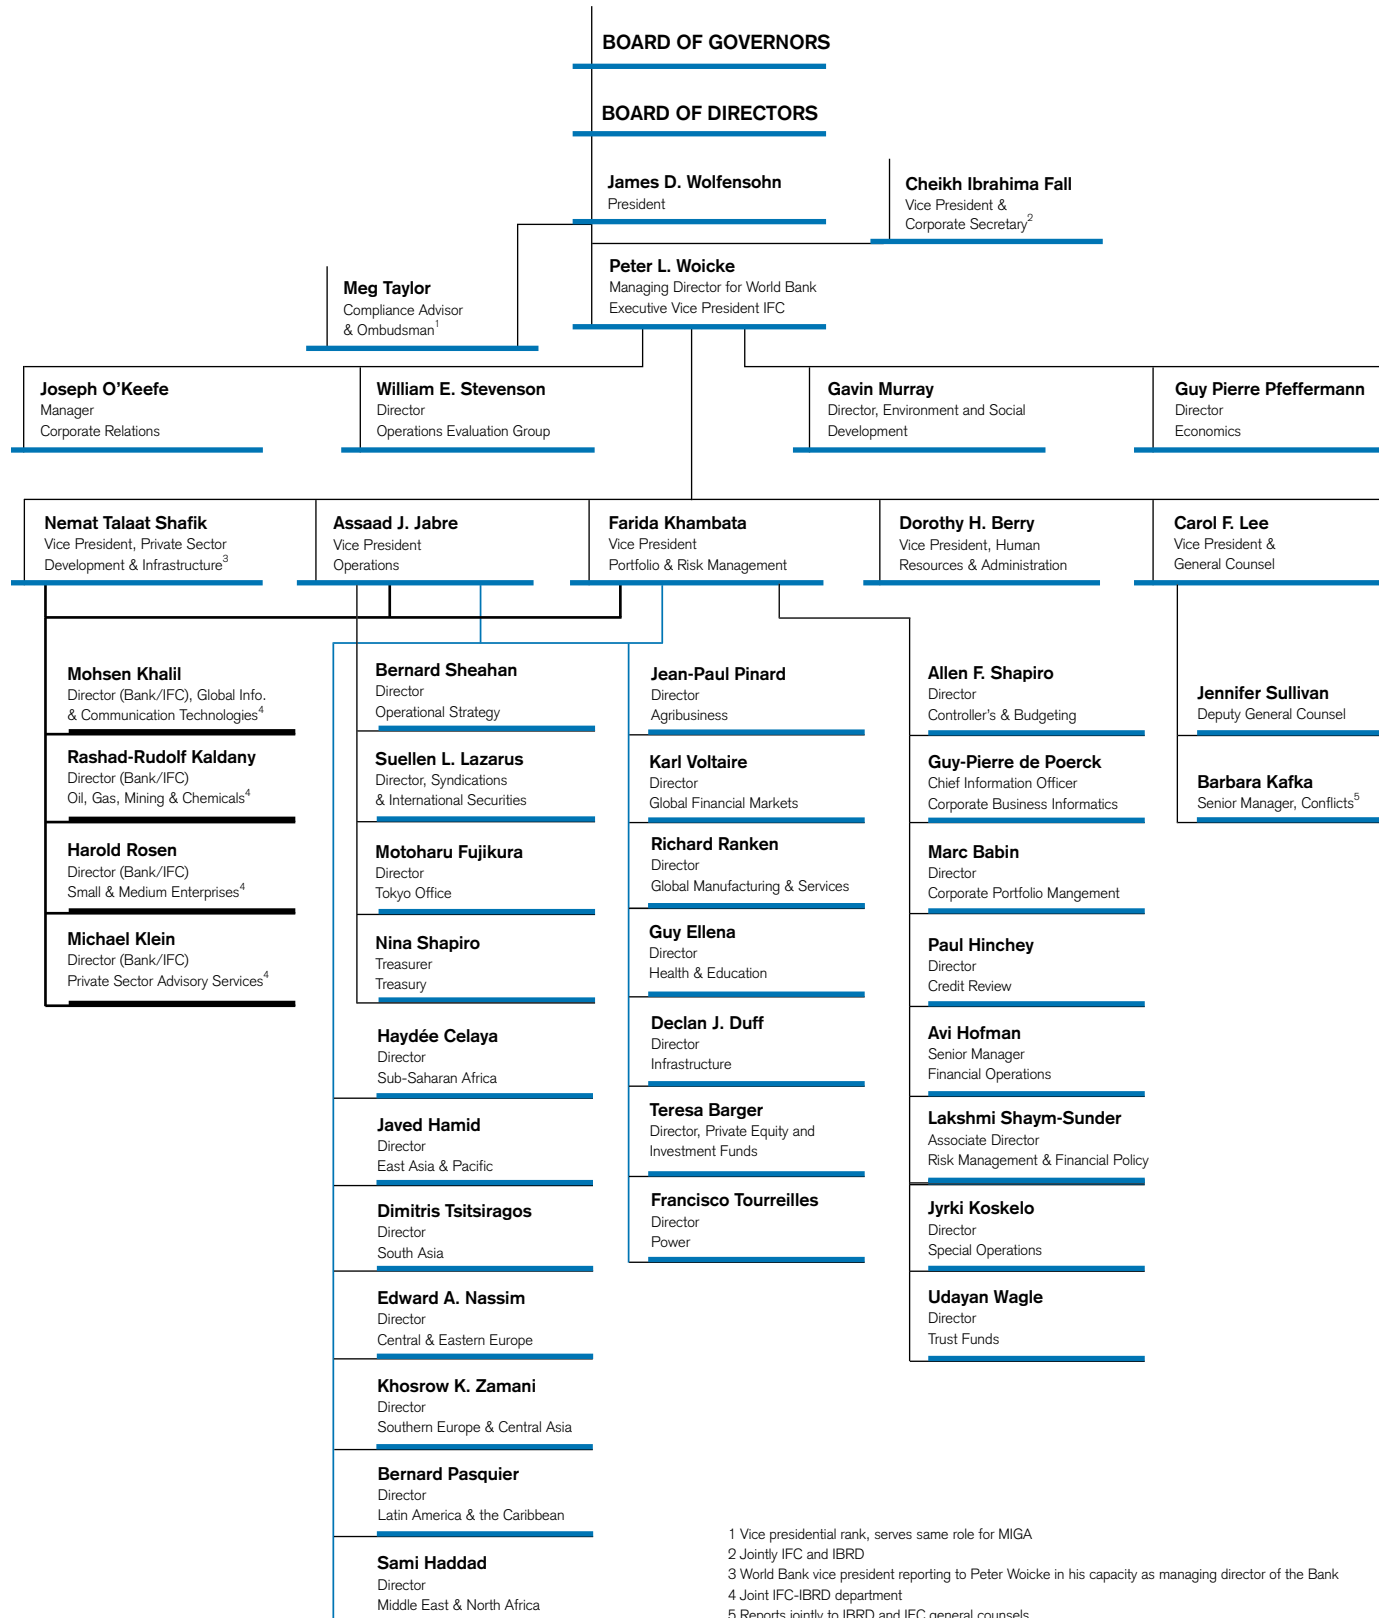 BOARD OF GOVERNORS
BOARD OF DIRECTORS
James D. Wolfensohn
President
Cheikh Ibrahima Fall
Vice President &
Corporate Secretary2
Peter L. Woicke
Managing Director for World Bank
Executive Vice President IFC
Meg Taylor
Compliance Advisor
& Ombudsman1
Joseph O'Keefe
Manager
Corporate Relations
William E. Stevenson
Director
Operations Evaluation Group
Gavin Murray
Director, Environment and Social
Development
Guy Pierre Pfeffermann
Director
Economics
Nemat Talaat Shafik
Vice President, Private Sector
Development & Infrastructure3
Assaad J. Jabre
Vice President
Operations
Farida Khambata
Vice President
Portfolio & Risk Management
Dorothy H. Berry
Vice President, Human
Resources & Administration
Carol F. Lee
Vice President &
General Counsel
Mohsen Khalil
Director (Bank/IFC), Global Info.
& Communication Technologies4
Rashad-Rudolf Kaldany
Director (Bank/IFC)
Oil, Gas, Mining & Chemicals4
Harold Rosen
Director (Bank/IFC)
Small & Medium Enterprises4
Michael Klein
Director (Bank/IFC)
Private Sector Advisory Services4
Bernard Sheahan
Director
Operational Strategy
Suellen L. Lazarus
Director, Syndications
& International Securities
Motoharu Fujikura
Director
Tokyo Office
Nina Shapiro
Treasurer
Treasury
Haydée Celaya
Director
Sub-Saharan Africa
Javed Hamid
Director
East Asia & Pacific
Dimitris Tsitsiragos
Director
South Asia
Edward A. Nassim
Director
Central & Eastern Europe
Khosrow K. Zamani
Director
Southern Europe & Central Asia
Bernard Pasquier
Director
Latin America & the Caribbean
Sami Haddad
Director
Middle East & North Africa
Jean-Paul Pinard
Director
Agribusiness
Karl Voltaire
Director
Global Financial Markets
Richard Ranken
Director
Global Manufacturing & Services
Guy Ellena
Director
Health & Education
Declan J. Duff
Director
Infrastructure
Teresa Barger
Director, Private Equity and
Investment Funds
Francisco Tourreilles
Director
Power
Allen F. Shapiro
Director
Controller's & Budgeting
Guy-Pierre de Poerck
Chief Information Officer
Corporate Business Informatics
Marc Babin
Director
Corporate Portfolio Mangement
Paul Hinchey
Director
Credit Review
Avi Hofman
Senior Manager
Financial Operations
Lakshmi Shaym-Sunder
Associate Director
Risk Management & Financial Policy
Jyrki Koskelo
Director
Special Operations
Udayan Wagle
Director
Trust Funds
Jennifer Sullivan
Deputy General Counsel
Barbara Kafka
Senior Manager, Conflicts5
1 Vice presidential rank, serves same role for MIGA
2 Jointly IFC and IBRD
3 World Bank vice president reporting to Peter Woicke in his capacity as managing director of the Bank
4 Joint IFC-IBRD department
5 Reports jointly to IBRD and IFC general counsels